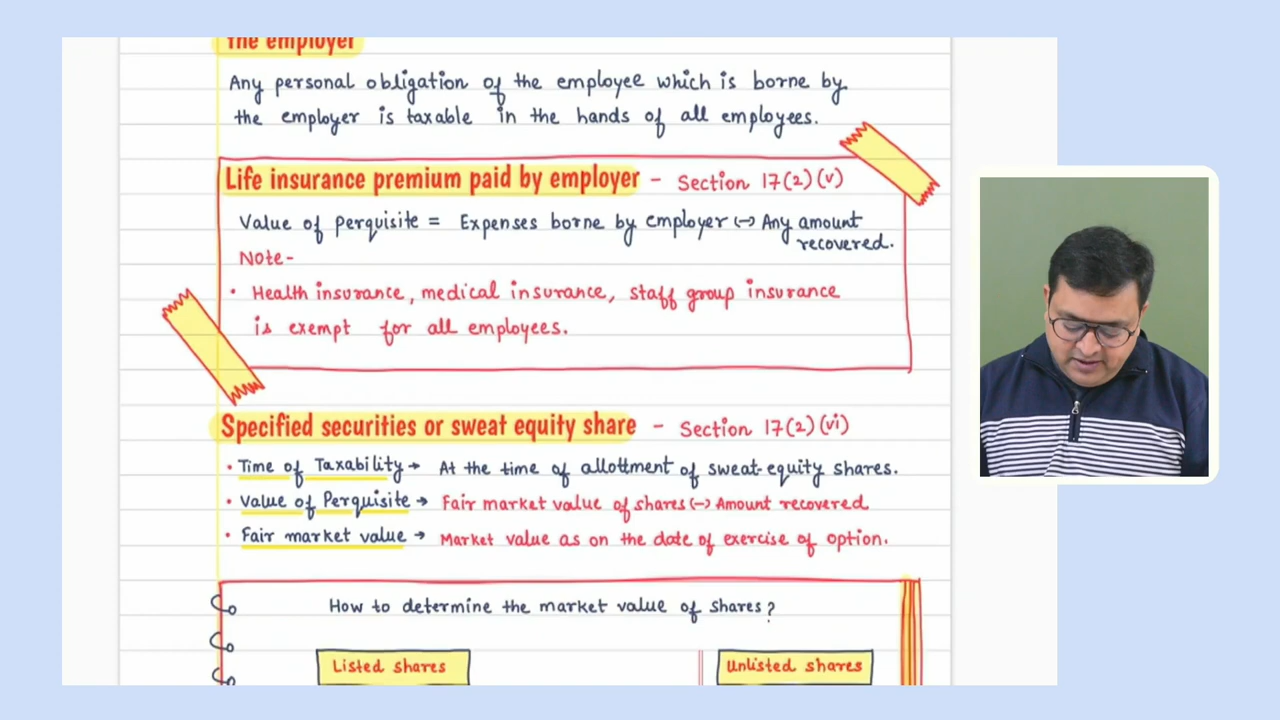 the employer
Any personal obligation of the employee which is borne by
the employer is taxable in the hands of all employees.
Life insurance premium paid by employer - Section 17(2)(v)
Value of perquisite = Expenses borne by employer (-) Any amount
recovered.
Note-
• Health insurance, medical insurance, staff group insurance
is exempt for all employees.
Specified securities or sweat equity share - Section 17(2)(vi)
• Time of Taxability → At the time of allottment of sweat equity shares.
• Value of Perquisite → Fair market value of shares (-) Amount recovered
• Fair market value → Market value as on the date of exercise of option.
How to determine the market value of shares?
Listed shares
Unlisted shares